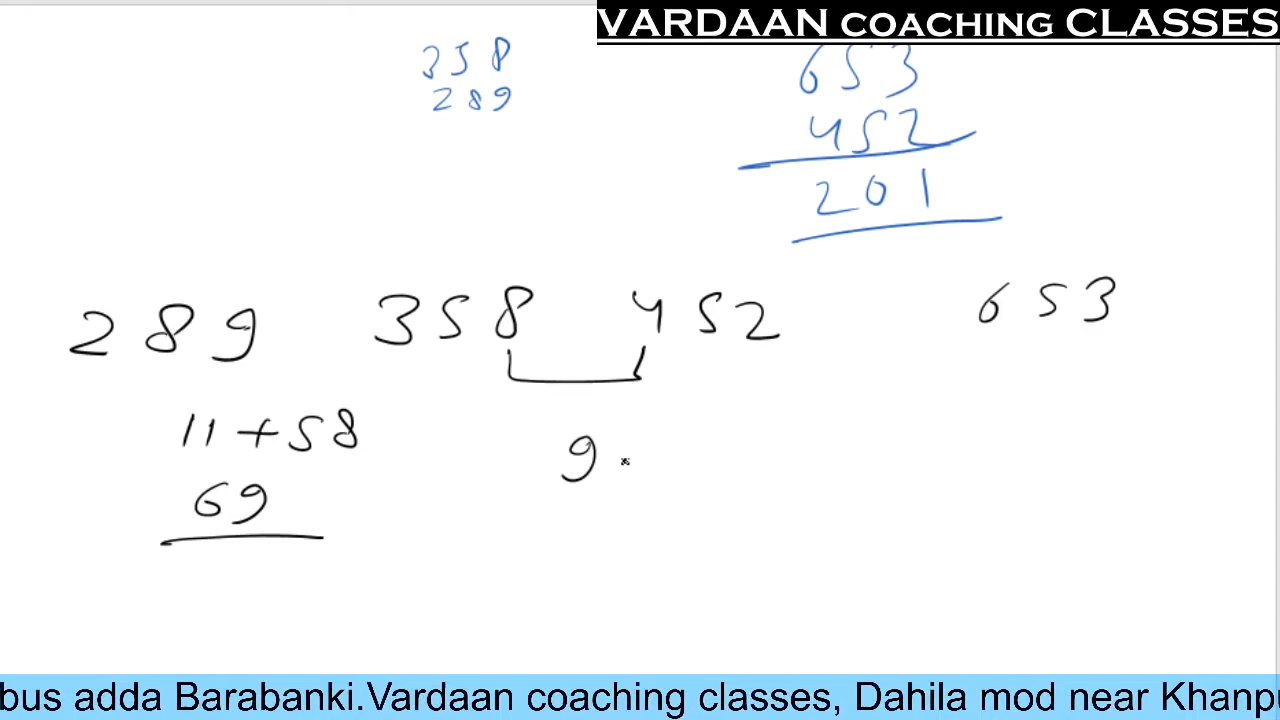 VARDAAN COACHING CLASSES
358
289
653
452
201
289 358 452 653
11+58
69
9
bus adda Barabanki.Vardaan coaching classes, Dahila mod near Khanp